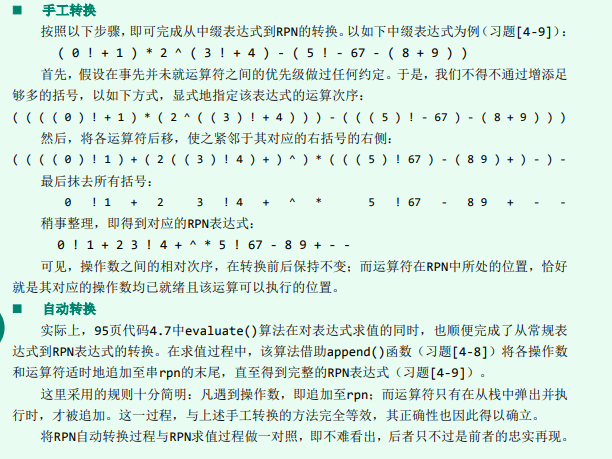 ■ 手工转换
按照以下步骤，即可完成从中缀表达式到RPN的转换。以如下中缀表达式为例（习题[4-9]）：
( 0 ! + 1 ) * 2 ^ ( 3 ! + 4 ) - ( 5 ! - 67 - ( 8 + 9 ) )
首先，假设在事先并未就运算符之间的优先级做过任何约定。于是，我们不得不通过增添足
够多的括号，以如下方式，显式地指定该表达式的运算次序：
( ( ( ( 0 ) ! + 1 ) * ( 2 ^ ( ( 3 ) ! + 4 ) ) ) - ( ( ( 5 ) ! - 67 ) - ( 8 + 9 ) ) )
然后，将各运算符后移，使之紧邻于其对应的右括号的右侧：
( ( ( ( 0 ) ! 1 ) + ( 2 ( ( 3 ) ! 4 ) + ) ^ ) * ( ( ( 5 ) ! 67 ) - ( 8 9 ) + ) - ) -
最后抹去所有括号：
0 ! 1 + 2 3 ! 4 + ^ * 5 ! 67 - 8 9 + - -
稍事整理，即得到对应的RPN表达式：
0 ! 1 + 2 3 ! 4 + ^ * 5 ! 67 - 8 9 + - -
可见，操作数之间的相对次序，在转换前后保持不变；而运算符在RPN中所处的位置，恰好
就是其对应的操作数均已就绪且该运算可以执行的位置。
■ 自动转换
实际上，95页代码4.7中evaluate()算法在对表达式求值的同时，也顺便完成了从常规表
达式到RPN表达式的转换。在求值过程中，该算法借助append()函数（习题[4-8]）将各操作数
和运算符适时地追加至串rpn的末尾，直至得到完整的RPN表达式（习题[4-9]）。
这里采用的规则十分简明：凡遇到操作数，即追加至rpn；而运算符只有在从栈中弹出并执
行时，才被追加。这一过程，与上述手工转换的方法完全等效，其正确性也因此得以确立。
将RPN自动转换过程与RPN求值过程做一对照，即不难看出，后者只不过是前者的忠实再现。